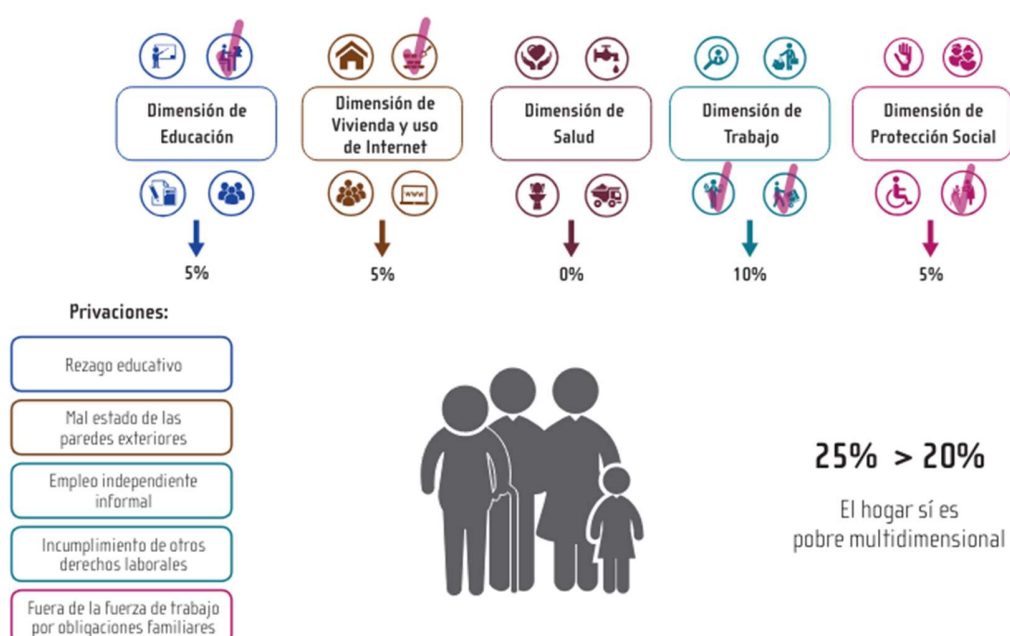 Dimensión de
Educación
Dimensión de
Vivienda y uso
de Internet
Dimensión de
Salud
Dimensión de
Trabajo
Dimensión de
Protección Social
www
5%
5%
0%
10%
5%
Privaciones:
Rezago educativo
Mal estado de las
paredes exteriores
Empleo independiente
informal
Incumplimiento de otros
derechos laborales
Fuera de la fuerza de trabajo
por obligaciones familiares
25% > 20%
El hogar sí es
pobre multidimensional